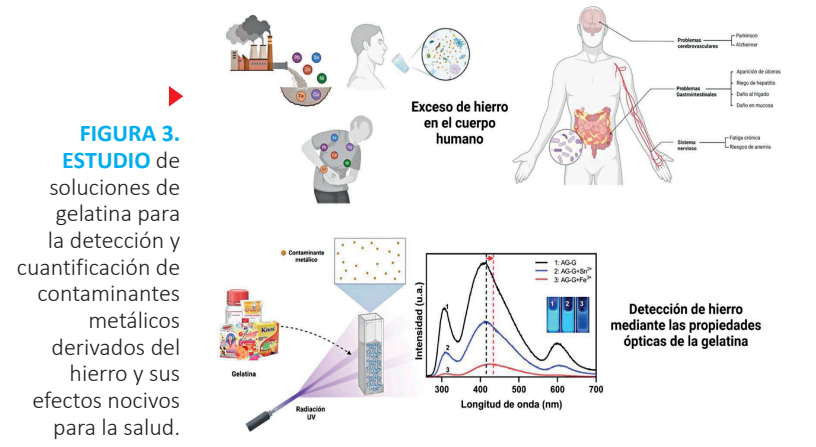 FIGURA 3.
ESTUDIO de
soluciones de
gelatina para
la detección y
cuantificación de
contaminantes
metálicos
derivados del
hierro y sus
efectos nocivos
para la salud.
Exceso de hierro
en el cuerpo
humano
Problemas
cerebrovasculares
Parkinson
Alzheimer
Problemas
Gastrointestinales
Aparición de úlceras
Riego de hepatitis
Daño al hígado
Daño en mucosa
Sistema
nervioso
Fatiga crónica
Riesgos de anemia
Contaminante
metálico
Gelatina
Knox
Radiación
UV
Intensidad (u.a.)
1: AG-G
2: AG-G+Sn²⁺
3: AG-G+Fe³⁺
1 2 3
1
2
3
300 400 500 600 700
Longitud de onda (nm)
Detección de hierro
mediante las propiedades
ópticas de la gelatina